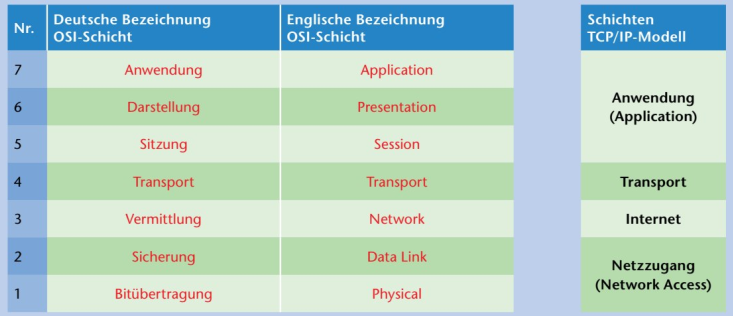 Nr. Deutsche Bezeichnung OSI-Schicht Englische Bezeichnung OSI-Schicht Schichten TCP/IP-Modell
7 Anwendung Application
6 Darstellung Presentation Anwendung (Application)
5 Sitzung Session
4 Transport Transport Transport
3 Vermittlung Network Internet
2 Sicherung Data Link Netzzugang (Network Access)
1 Bitübertragung Physical